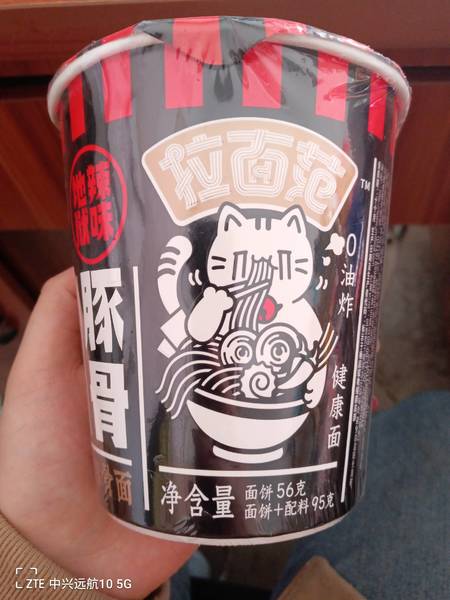 拉面范
TM
地辣
狱味
豚骨
面
0油炸
健康面
净含量
面饼56克
面饼+配料95克
ZTE 中兴远航10 5G